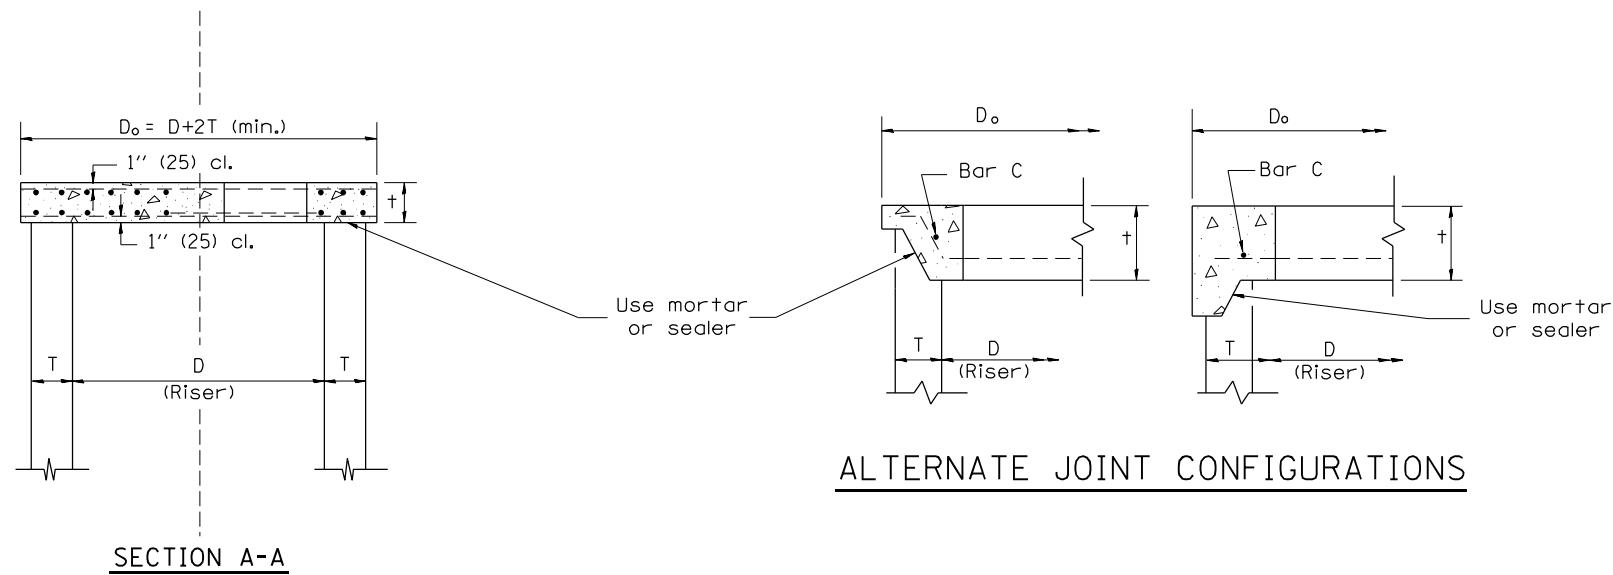 Dₒ = D+2T (min.)
1'' (25) cl.
t
1'' (25) cl.
T
D
T
(Riser)
SECTION A-A
Use mortar
or sealer
Dₒ
Bar C
t
T
D
(Riser)
Dₒ
Bar C
t
Use mortar
or sealer
T
D
(Riser)
ALTERNATE JOINT CONFIGURATIONS